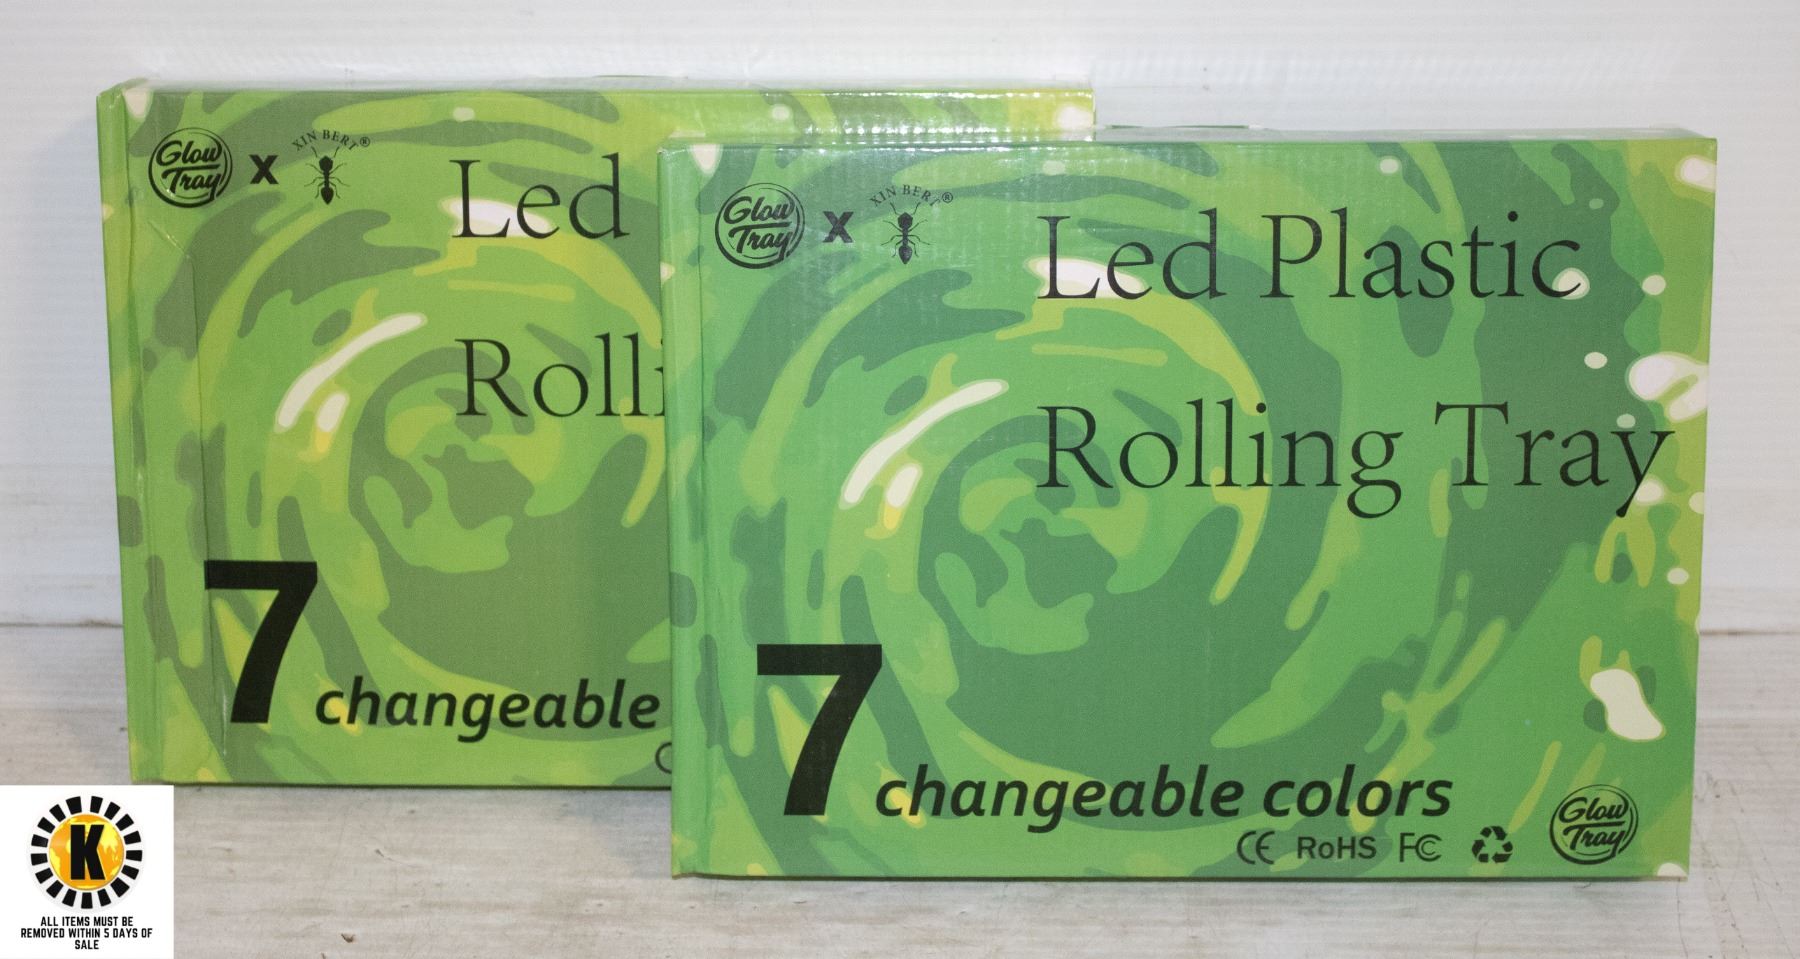 Glow
Tray
X
XIN BERT®
Led
Rolli
7 changeable
Glow
Tray
X
XIN BERT®
Led Plastic
Rolling Tray
7 changeable colors
CE RoHS FC
Glow
Tray
K
ALL ITEMS MUST BE
REMOVED WITHIN 5 DAYS OF
SALE